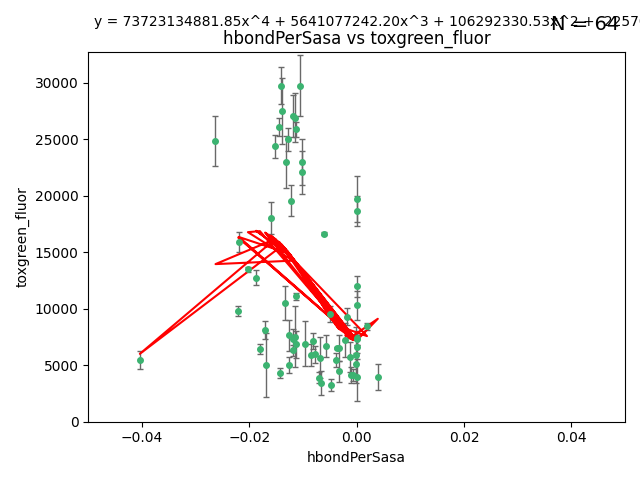 y = 73723134881.85x^4 + 5641077242.20x^3 + 106292330.53x^2 +
N = 64
hbondPerSasa vs toxgreen_fluor
30000
25000
20000
15000
10000
5000
0
toxgreen_fluor
−0.04 −0.02 0.00 0.02 0.04
hbondPerSasa